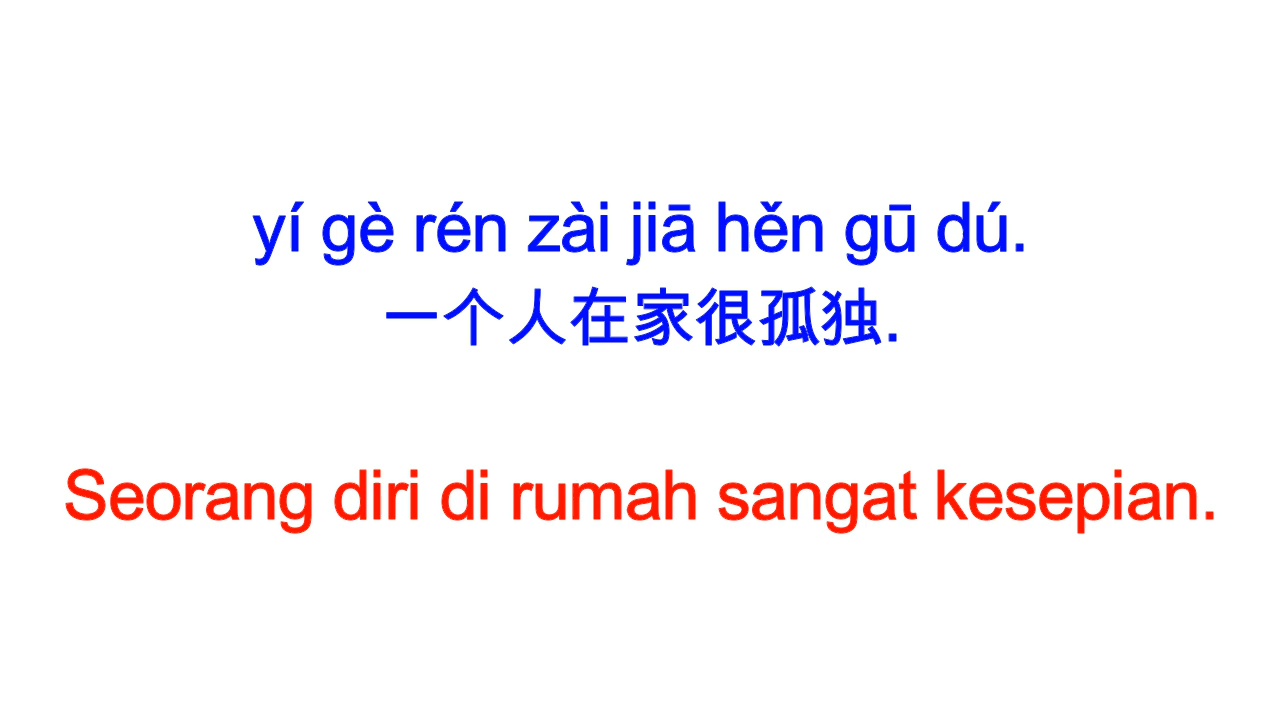 yí gè rén zài jiā hěn gū dú.
一个人在家很孤独.
Seorang diri di rumah sangat kesepian.